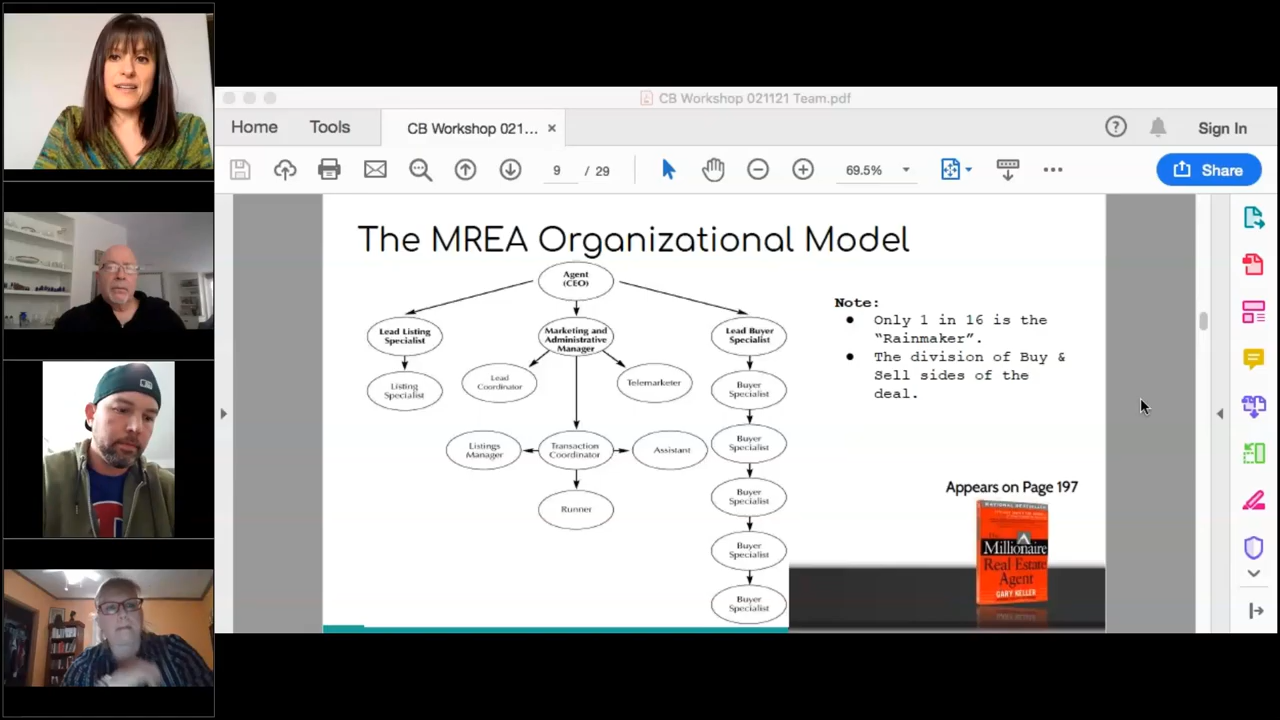 CB Workshop 021121 Team.pdf
Home
Tools
CB Workshop 021...
Sign In
9 / 29
69.5%
Share
The MREA Organizational Model
Agent
(CEO)
Lead Listing
Specialist
Marketing and
Administrative
Manager
Lead Buyer
Specialist
Listing
Specialist
Lead
Coordinator
Telemarketer
Buyer
Specialist
Listings
Manager
Transaction
Coordinator
Assistant
Buyer
Specialist
Runner
Buyer
Specialist
Buyer
Specialist
Buyer
Specialist
Note:
● Only 1 in 16 is the
“Rainmaker”.
● The division of Buy &
Sell sides of the
deal.
Appears on Page 197
NATIONAL BESTSELLER
Millionaire
Real Estate
Agent
GARY KELLER